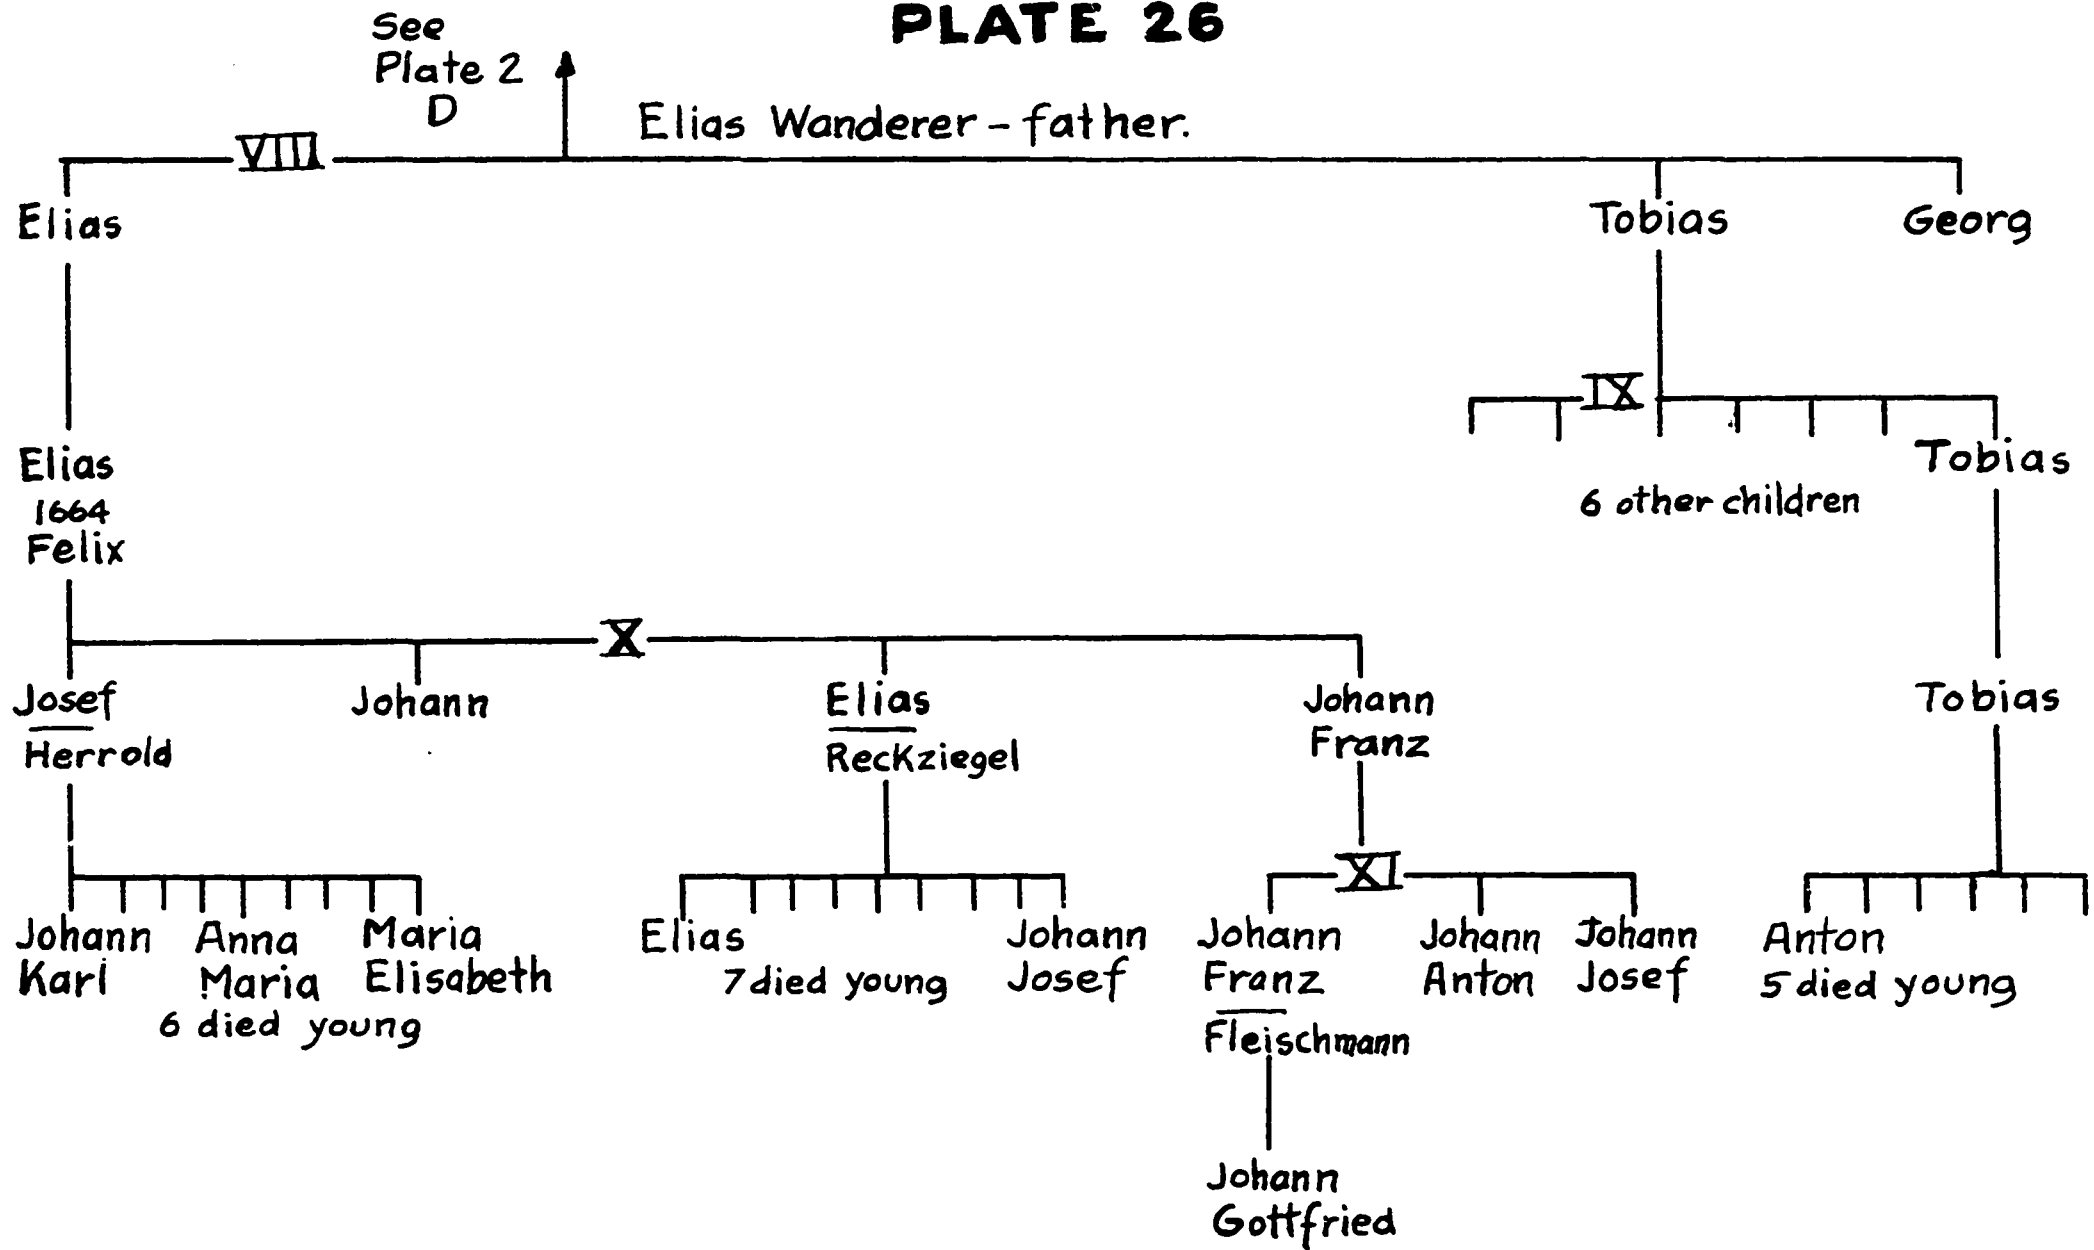 PLATE 26
See
Plate 2
D
Elias Wanderer - father.
VIII
Elias
Tobias
Georg
IX
Elias
1664
Felix
Tobias
6 other children
X
Josef
Herrold
Johann
Elias
Reckziegel
Johann
Franz
Tobias
XI
Johann
Karl
Anna
Maria
Maria
Elisabeth
6 died young
Elias
7 died young
Johann
Josef
Johann
Franz
Fleischmann
Johann
Anton
Johann
Josef
Anton
5 died young
Johann
Gottfried